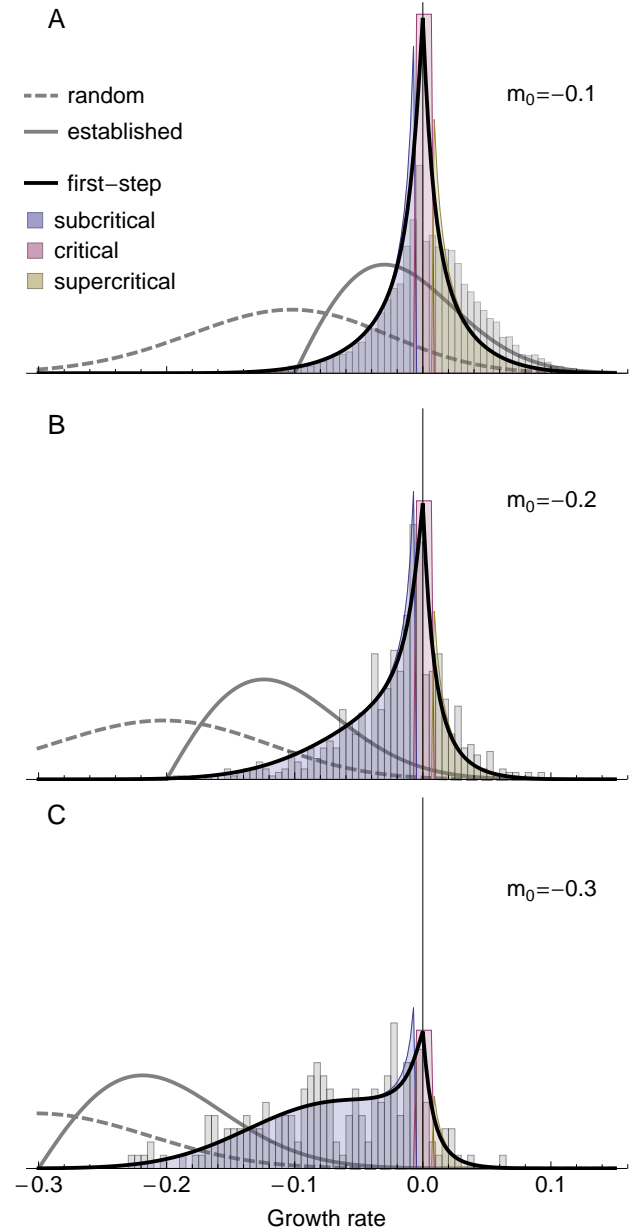 A
random
established
first−step
subcritical
critical
supercritical
m0=−0.1
B
m0=−0.2
C
m0=−0.3
−0.3 −0.2 −0.1 0.0 0.1
Growth rate